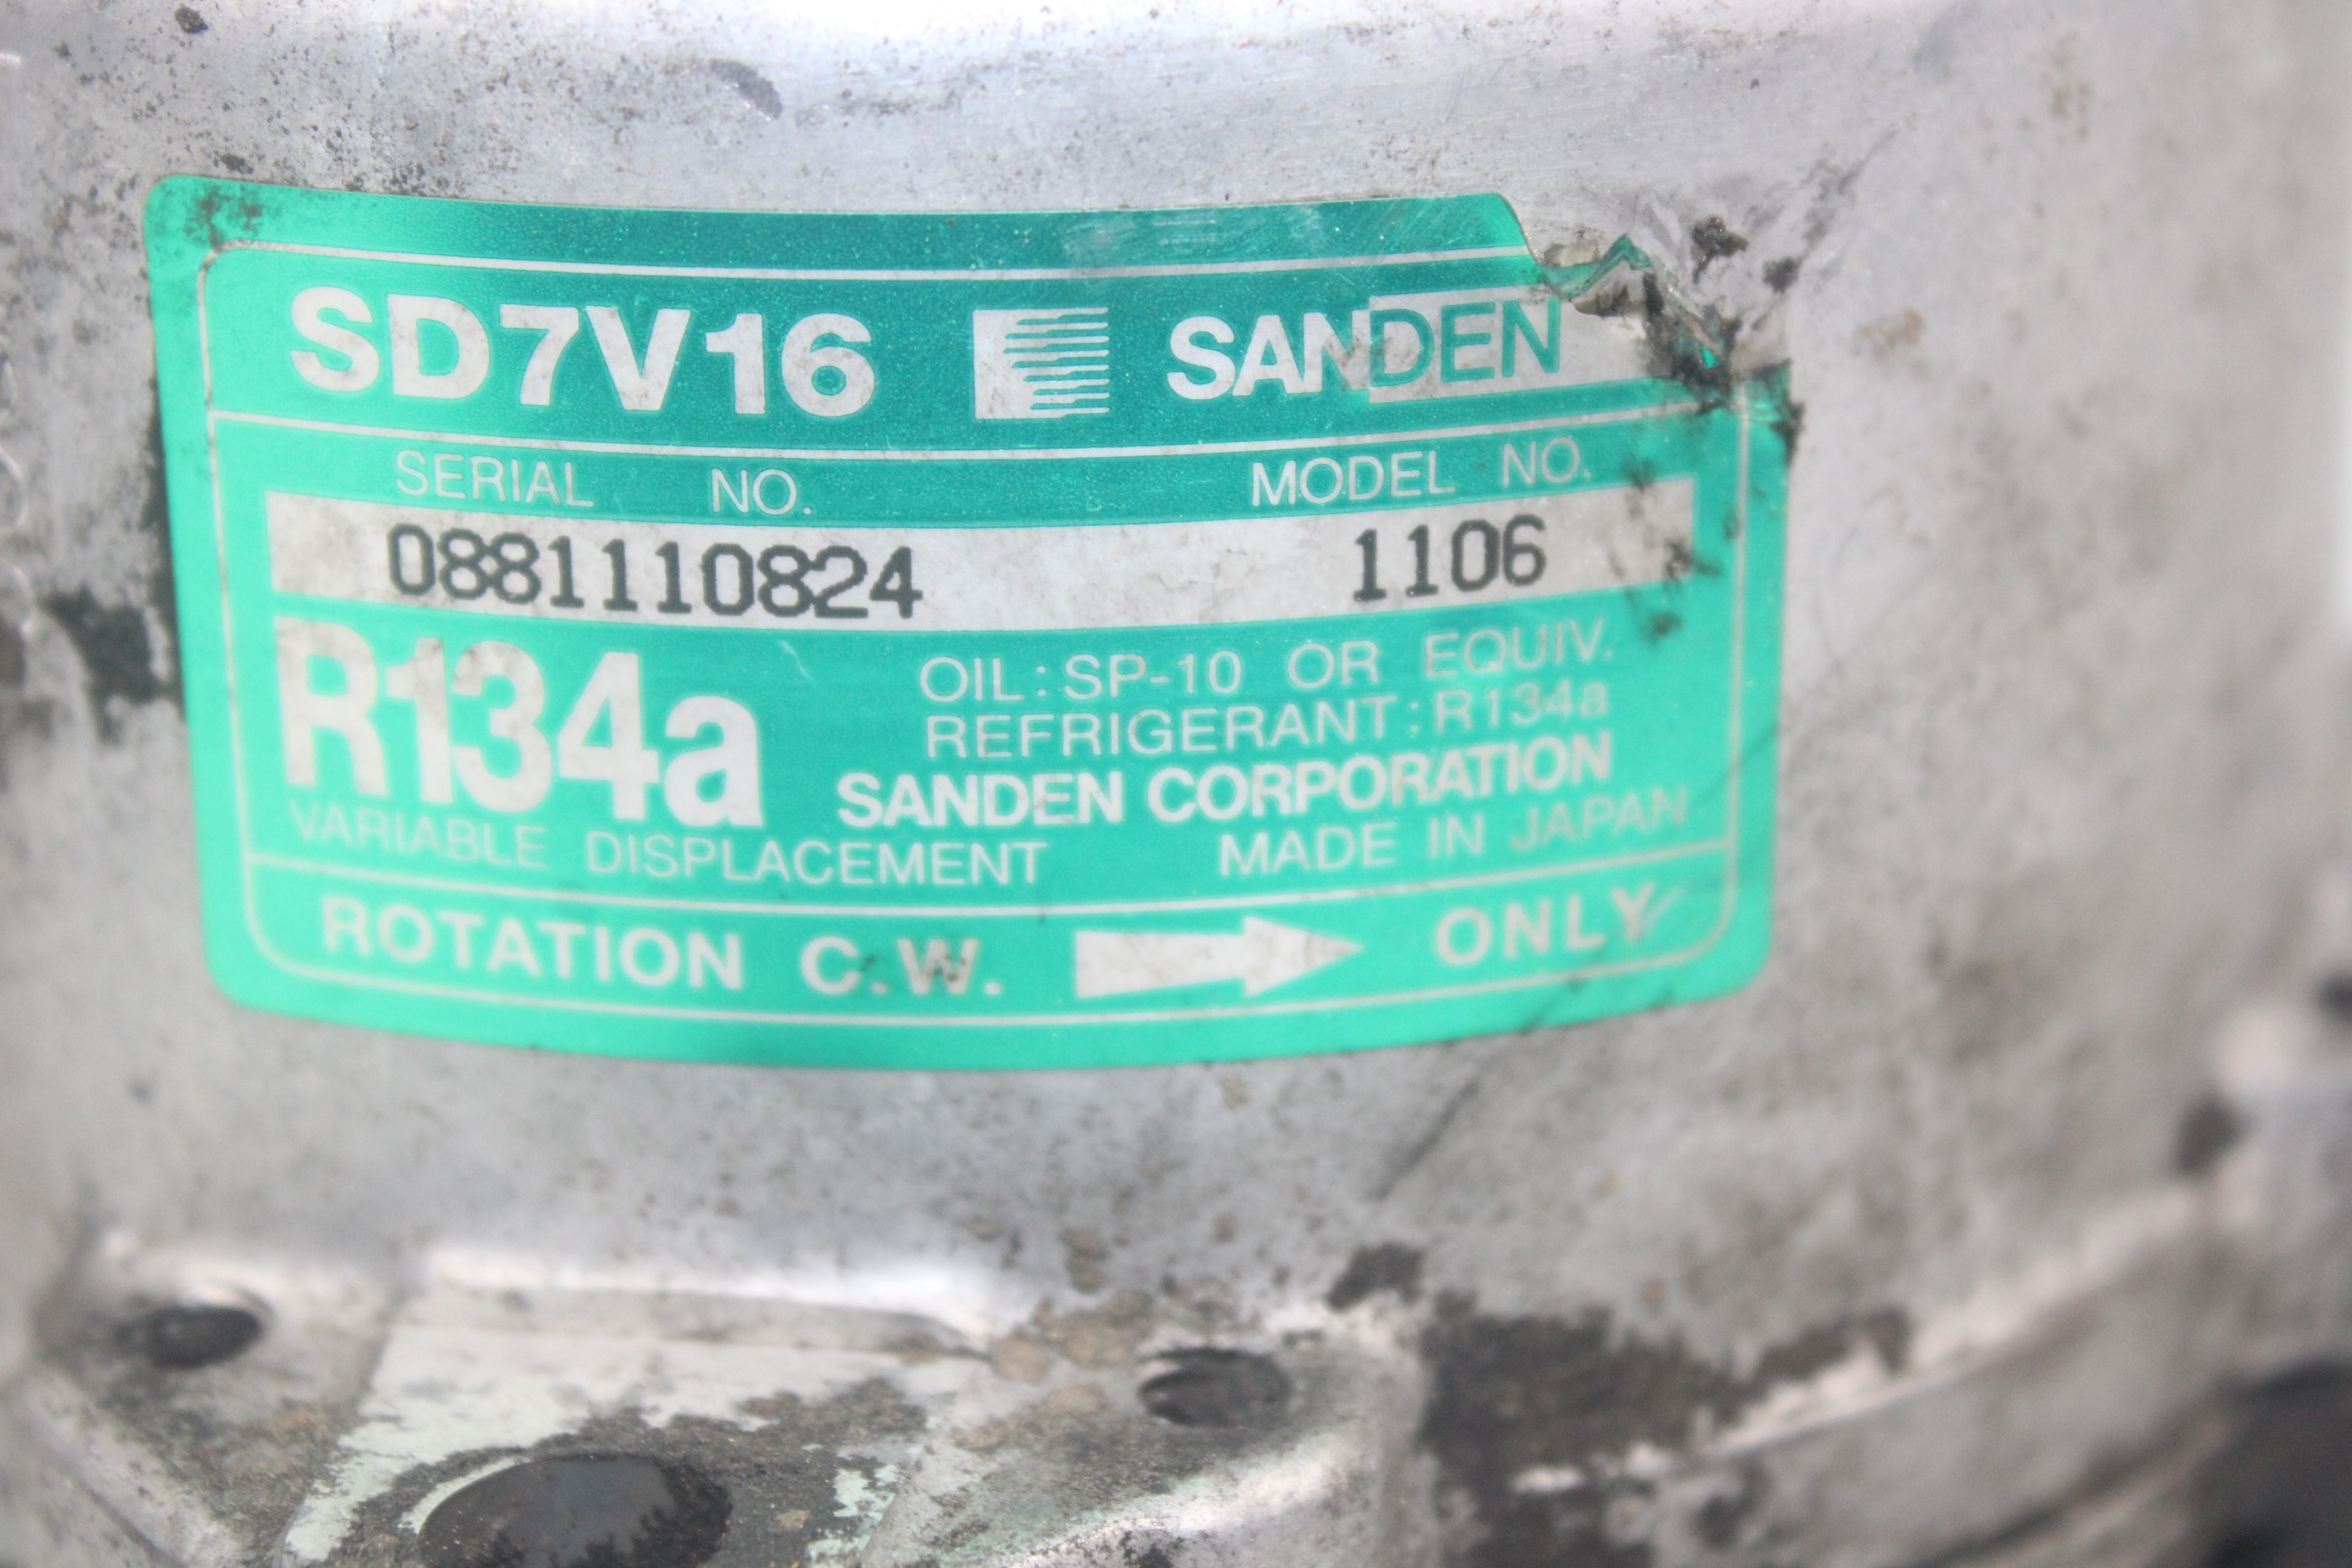 SD7V16 SANDEN
SERIAL NO. MODEL NO.
0881110824 1106
R134a
OIL:SP-10 OR EQUIV.
REFRIGERANT:R134a
SANDEN CORPORATION
VARIABLE DISPLACEMENT MADE IN JAPAN
ROTATION C.W. ONLY